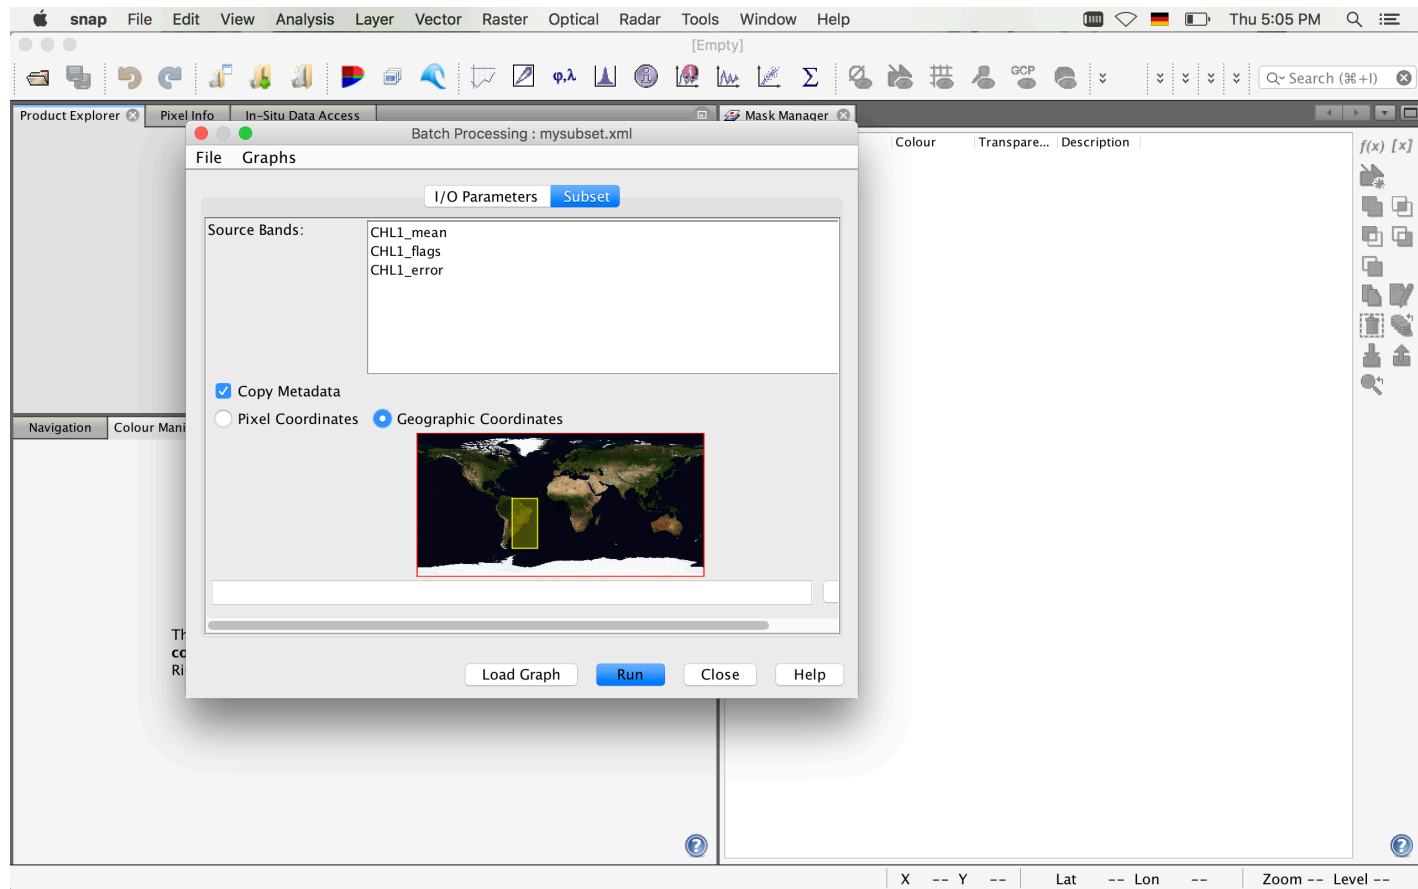 snap File Edit View Analysis Layer Vector Raster Optical Radar Tools Window Help Thu 5:05 PM
[Empty]
φ,λ Σ GCP Search (⌘+I)
Product Explorer Pixel Info In-Situ Data Access Mask Manager
Batch Processing : mysubset.xml
File Graphs
Colour Transpare... Description
f(x) [x]
I/O Parameters Subset
Source Bands:
CHL1_mean
CHL1_flags
CHL1_error
Copy Metadata
Pixel Coordinates Geographic Coordinates
Navigation Colour Mani
Th
co
Ri
Load Graph Run Close Help
X -- Y -- Lat -- Lon -- Zoom -- Level --